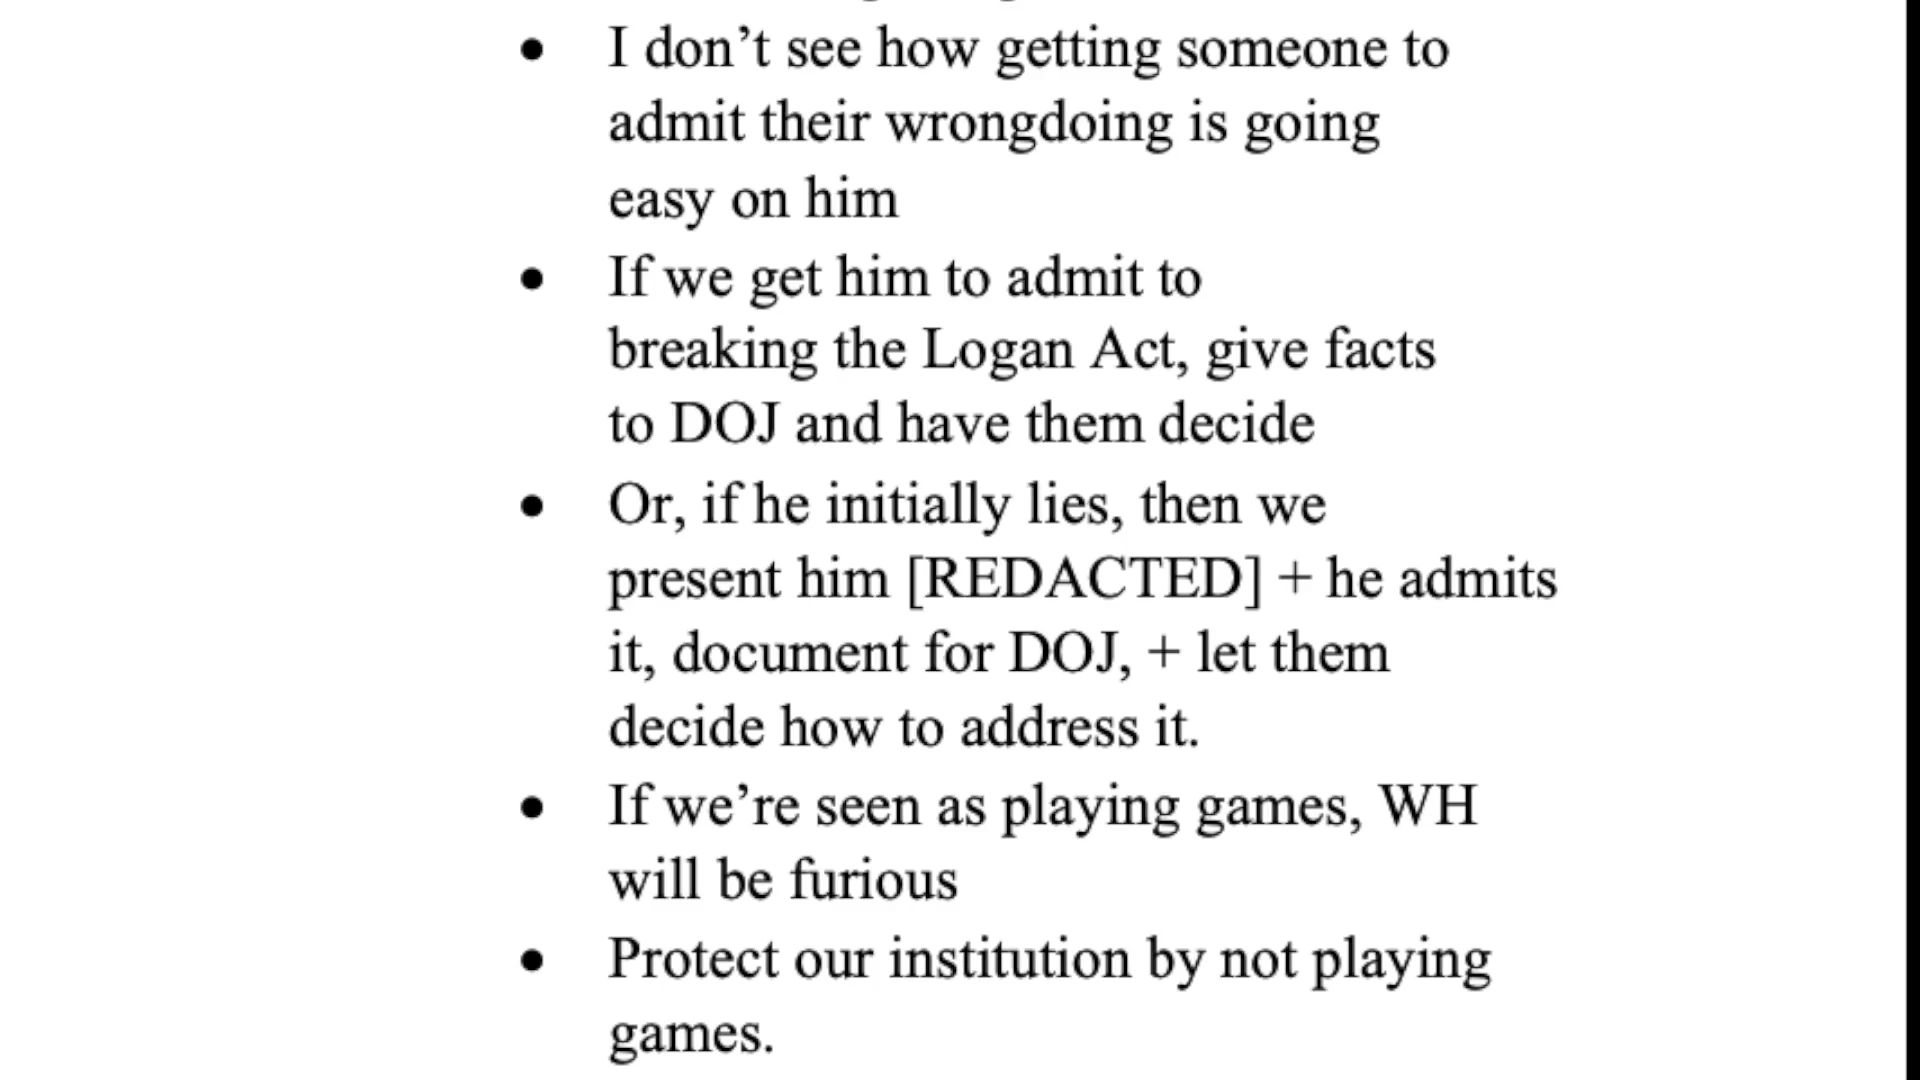 • I don’t see how getting someone to
admit their wrongdoing is going
easy on him
• If we get him to admit to
breaking the Logan Act, give facts
to DOJ and have them decide
• Or, if he initially lies, then we
present him [REDACTED] + he admits
it, document for DOJ, + let them
decide how to address it.
• If we’re seen as playing games, WH
will be furious
• Protect our institution by not playing
games.